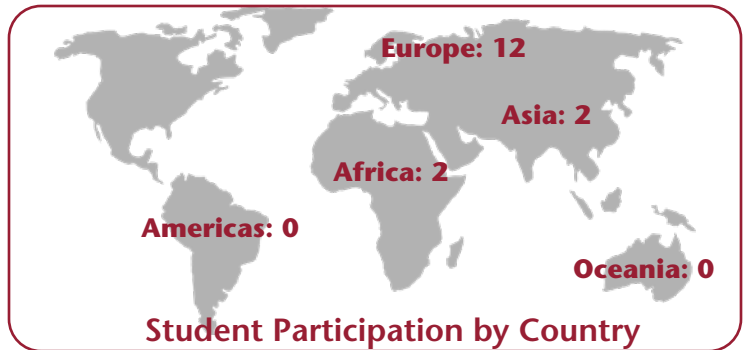 Europe: 12
Asia: 2
Africa: 2
Americas: 0
Oceania: 0
Student Participation by Country